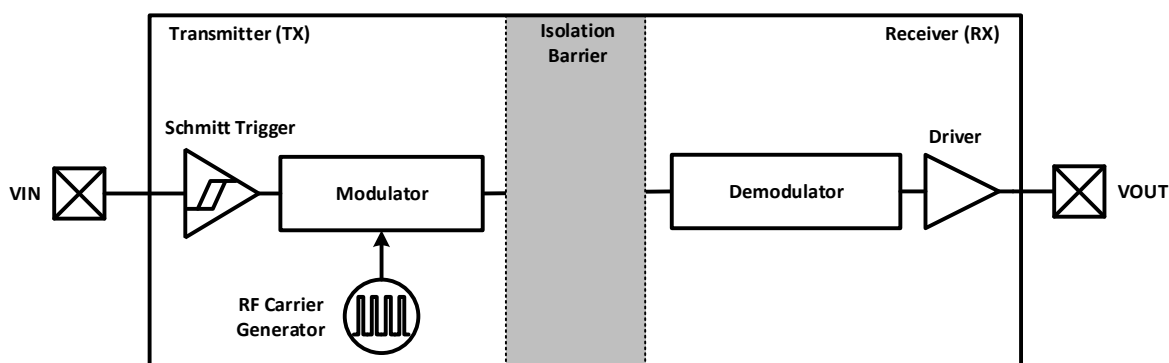 Transmitter (TX)
Isolation
Barrier
Receiver (RX)
Schmitt Trigger
Driver
VIN
Modulator
Demodulator
VOUT
RF Carrier
Generator